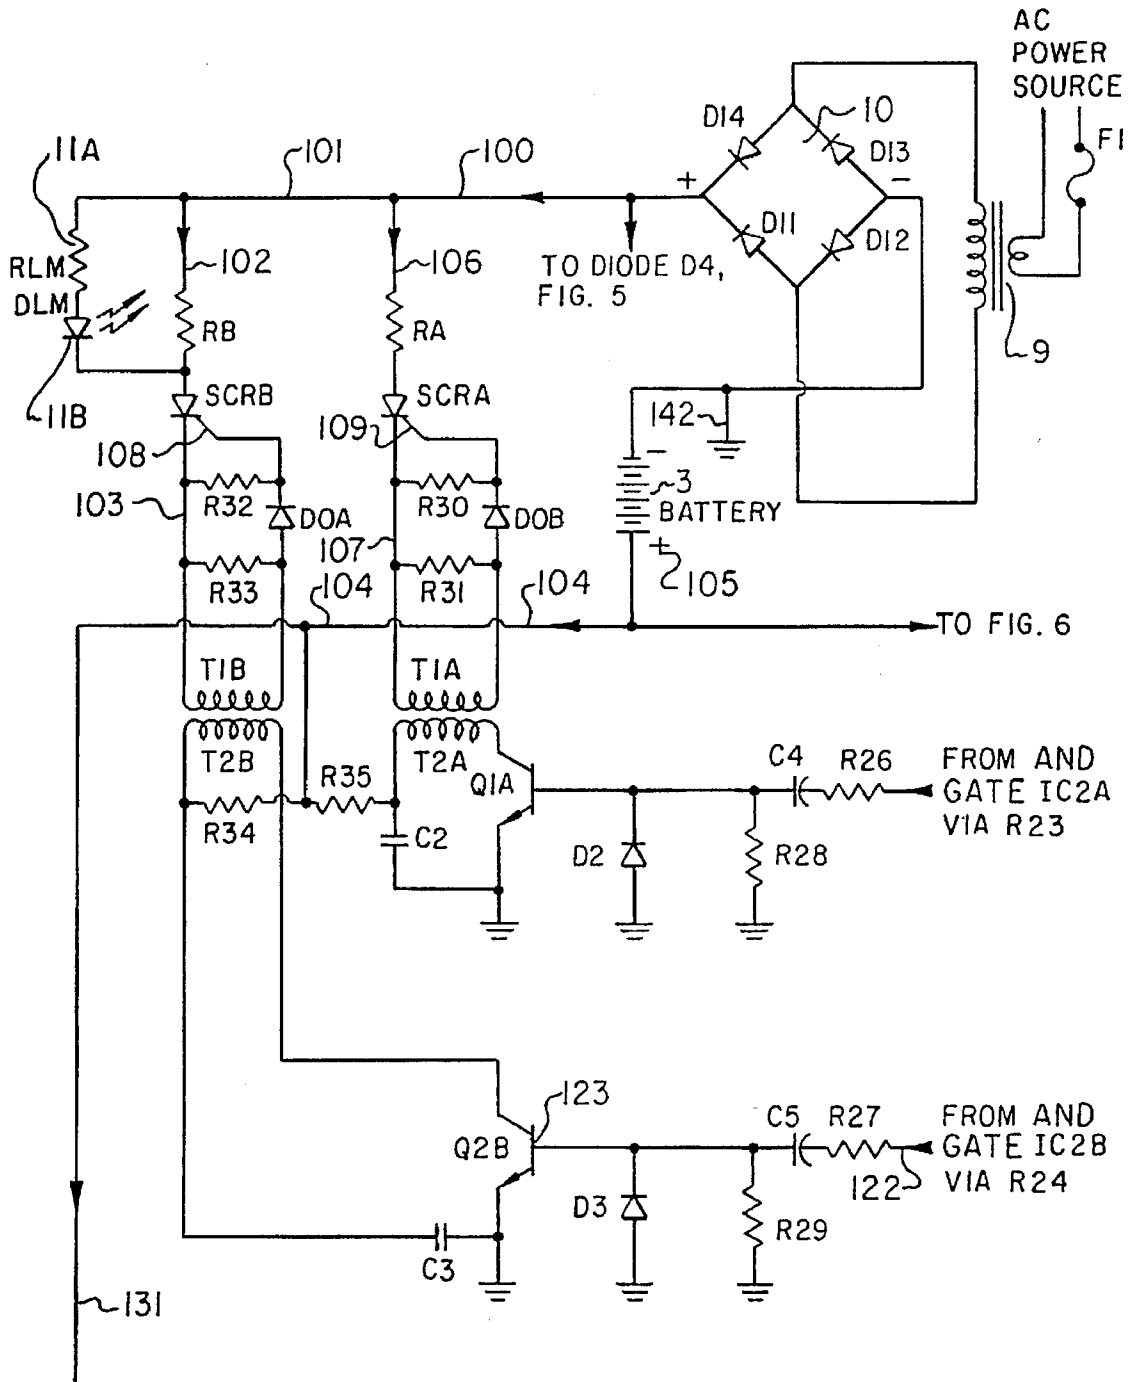 AC
POWER
SOURCE
F1
10
D14
D13
11A
101
100
+
-
D11
D12
RLM
DLM
102
106
TO DIODE D4,
FIG. 5
RB
RA
9
11B
SCRB
SCRA
108
109
142
-
3
BATTERY
R32
R30
103
DOA
DOB
107
+
105
R33
R31
104
104
TO FIG. 6
T1B
T1A
T2B
T2A
R35
Q1A
C4
R26
FROM AND
GATE IC2A
VIA R23
R34
C2
D2
R28
123
C5
R27
FROM AND
GATE IC2B
VIA R24
Q2B
122
D3
R29
C3
131